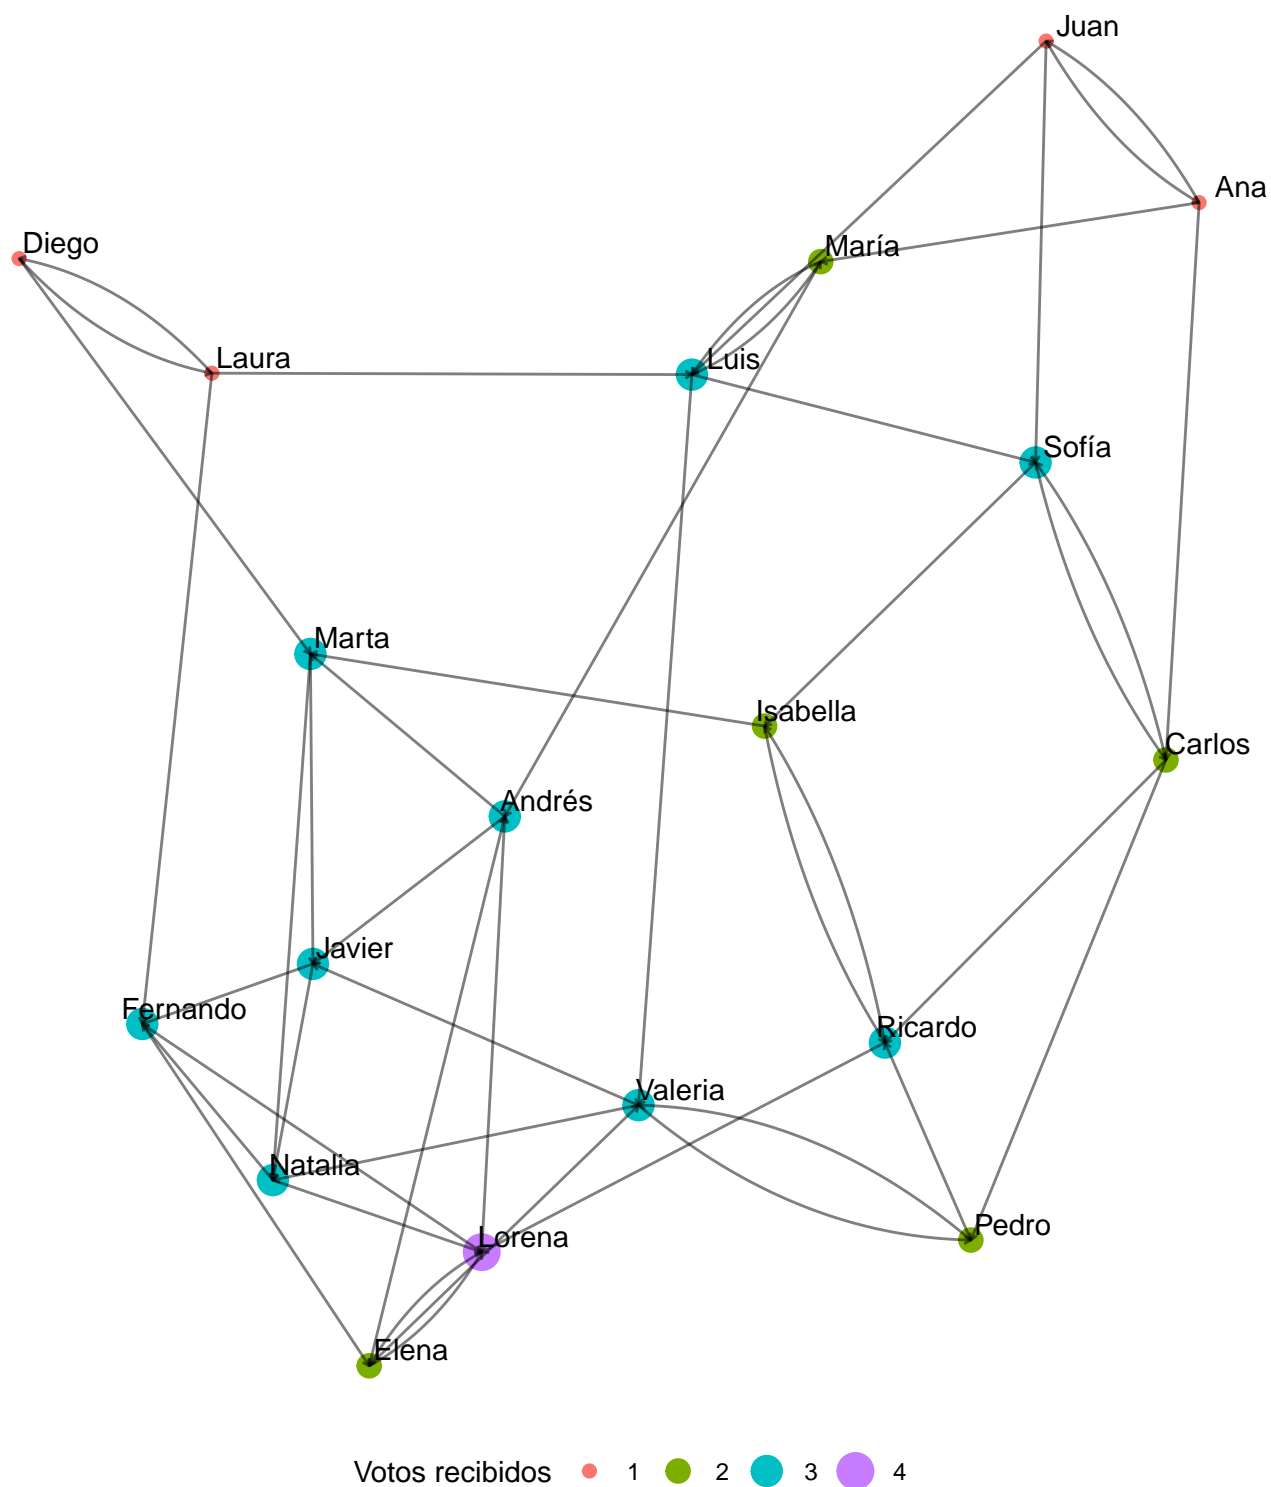 Juan
Ana
Diego
María
Laura
Luis
Sofía
Marta
Isabella
Carlos
Andrés
Javier
Fernando
Ricardo
Valeria
Natalia
Pedro
Lorena
Elena
Votos recibidos 1 2 3 4